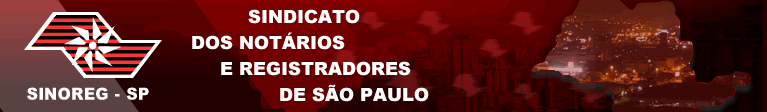 SINOREG - SP
SINDICATO
DOS NOTÁRIOS
E REGISTRADORES
DE SÃO PAULO